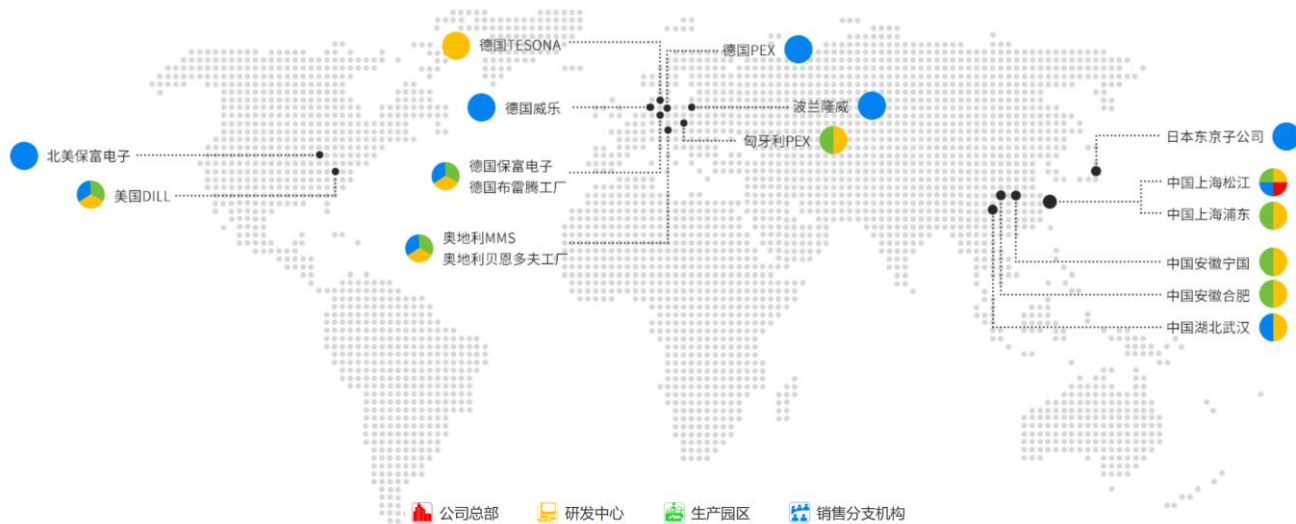 德国TESONA
德国PEX
德国威乐
波兰隆威
北美保富电子
美国DILL
匈牙利PEX
德国保富电子
德国布雷腾工厂
奥地利MMS
奥地利贝恩多夫工厂
日本东京子公司
中国上海松江
中国上海浦东
中国安徽宁国
中国安徽合肥
中国湖北武汉
公司总部
研发中心
生产园区
销售分支机构